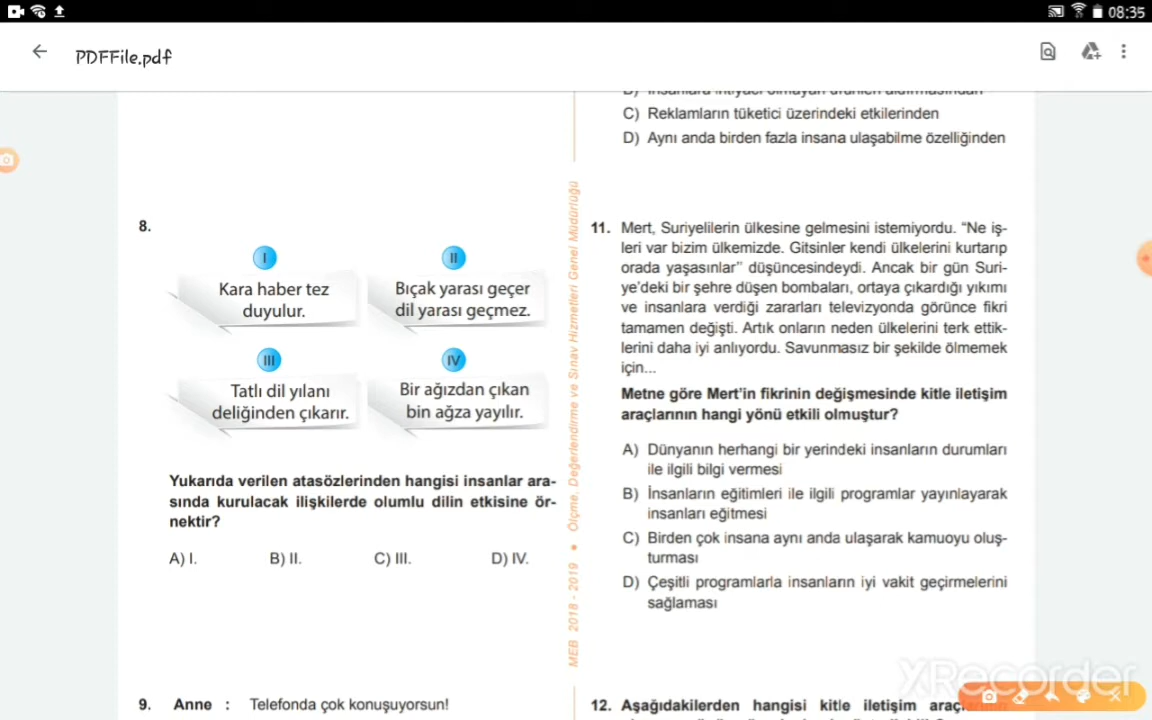 08:35
PDFFile.pdf
8.
I
Kara haber tez
duyulur.
II
Bıçak yarası geçer
dil yarası geçmez.
III
Tatlı dil yılanı
deliğinden çıkarır.
IV
Bir ağızdan çıkan
bin ağza yayılır.
Yukarıda verilen atasözlerinden hangisi insanlar ara-
sında kurulacak ilişkilerde olumlu dilin etkisine ör-
nektir?
A) I. B) II. C) III. D) IV.
9. Anne : Telefonda çok konuşuyorsun!
MEB 2018 - 2019 • Ölçme, Değerlendirme ve Sınav Hizmetleri Genel Müdürlüğü
D) İnsanlara ihtiyacı olmayan ürünleri aldırmasından
C) Reklamların tüketici üzerindeki etkilerinden
D) Aynı anda birden fazla insana ulaşabilme özelliğinden
11. Mert, Suriyelilerin ülkesine gelmesini istemiyordu. “Ne iş-
leri var bizim ülkemizde. Gitsinler kendi ülkelerini kurtarıp
orada yaşasınlar” düşüncesindeydi. Ancak bir gün Suri-
ye’deki bir şehre düşen bombaları, ortaya çıkardığı yıkımı
ve insanlara verdiği zararları televizyonda görünce fikri
tamamen değişti. Artık onların neden ülkelerini terk ettik-
lerini daha iyi anlıyordu. Savunmasız bir şekilde ölmemek
için...
Metne göre Mert’in fikrinin değişmesinde kitle iletişim
araçlarının hangi yönü etkili olmuştur?
A) Dünyanın herhangi bir yerindeki insanların durumları
ile ilgili bilgi vermesi
B) İnsanların eğitimleri ile ilgili programlar yayınlayarak
insanları eğitmesi
C) Birden çok insana aynı anda ulaşarak kamuoyu oluş-
turması
D) Çeşitli programlarla insanların iyi vakit geçirmelerini
sağlaması
12. Aşağıdakilerden hangisi kitle iletişim
XRecorder